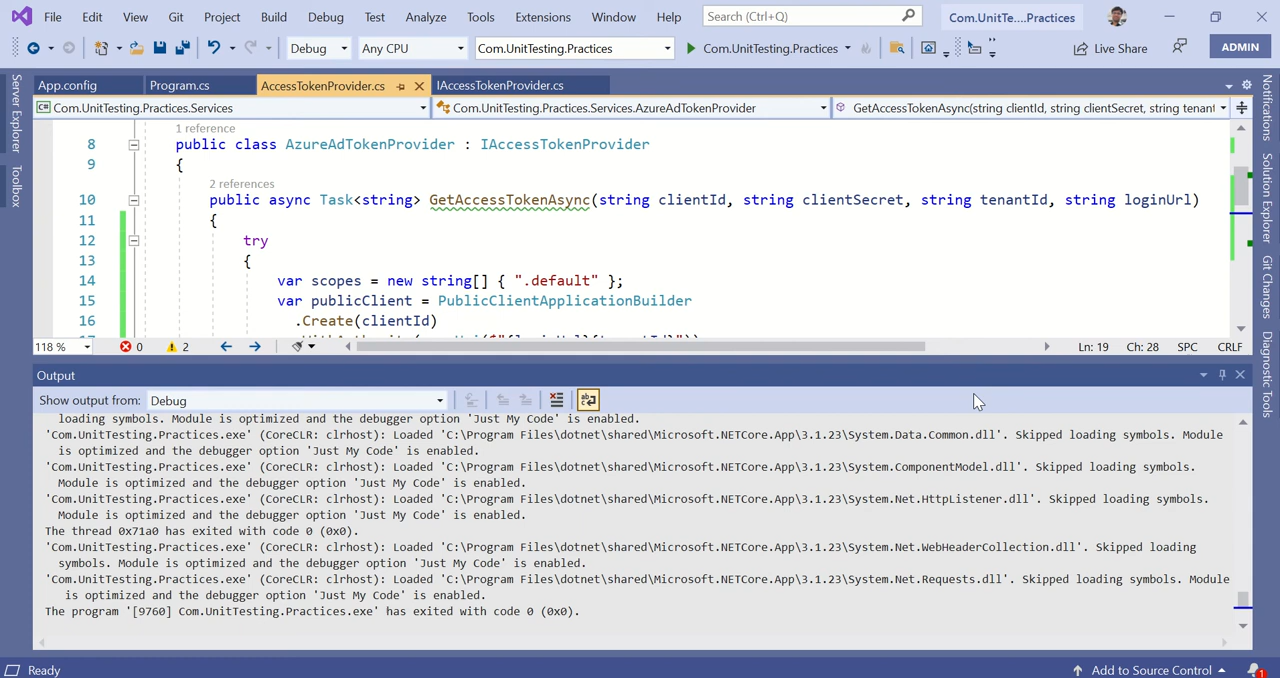 File Edit View Git Project Build Debug Test Analyze Tools Extensions Window Help Search (Ctrl+Q) Com.UnitTe....Practices
Debug Any CPU Com.UnitTesting.Practices Com.UnitTesting.Practices Live Share ADMIN
Server Explorer
Toolbox
App.config Program.cs AccessTokenProvider.cs IAccessTokenProvider.cs
Com.UnitTesting.Practices.Services Com.UnitTesting.Practices.Services.AzureAdTokenProvider GetAccessTokenAsync(string clientId, string clientSecret, string tenant
1 reference
8 public class AzureAdTokenProvider : IAccessTokenProvider
9 {
2 references
10 public async Task<string> GetAccessTokenAsync(string clientId, string clientSecret, string tenantId, string loginUrl)
11 {
12 try
13 {
14 var scopes = new string[] { ".default" };
15 var publicClient = PublicClientApplicationBuilder
16 .Create(clientId)
118 % 0 2 Ln: 19 Ch: 28 SPC CRLF
Output
Show output from: Debug
loading symbols. Module is optimized and the debugger option 'Just My Code' is enabled.
'Com.UnitTesting.Practices.exe' (CoreCLR: clrhost): Loaded 'C:\Program Files\dotnet\shared\Microsoft.NETCore.App\3.1.23\System.Data.Common.dll'. Skipped loading symbols. Module
is optimized and the debugger option 'Just My Code' is enabled.
'Com.UnitTesting.Practices.exe' (CoreCLR: clrhost): Loaded 'C:\Program Files\dotnet\shared\Microsoft.NETCore.App\3.1.23\System.ComponentModel.dll'. Skipped loading symbols.
Module is optimized and the debugger option 'Just My Code' is enabled.
'Com.UnitTesting.Practices.exe' (CoreCLR: clrhost): Loaded 'C:\Program Files\dotnet\shared\Microsoft.NETCore.App\3.1.23\System.Net.HttpListener.dll'. Skipped loading symbols.
Module is optimized and the debugger option 'Just My Code' is enabled.
The thread 0x71a0 has exited with code 0 (0x0).
'Com.UnitTesting.Practices.exe' (CoreCLR: clrhost): Loaded 'C:\Program Files\dotnet\shared\Microsoft.NETCore.App\3.1.23\System.Net.WebHeaderCollection.dll'. Skipped loading
symbols. Module is optimized and the debugger option 'Just My Code' is enabled.
'Com.UnitTesting.Practices.exe' (CoreCLR: clrhost): Loaded 'C:\Program Files\dotnet\shared\Microsoft.NETCore.App\3.1.23\System.Net.Requests.dll'. Skipped loading symbols. Module
is optimized and the debugger option 'Just My Code' is enabled.
The program '[9760] Com.UnitTesting.Practices.exe' has exited with code 0 (0x0).
Notifications
Solution Explorer
Git Changes
Diagnostic Tools
Ready Add to Source Control 1